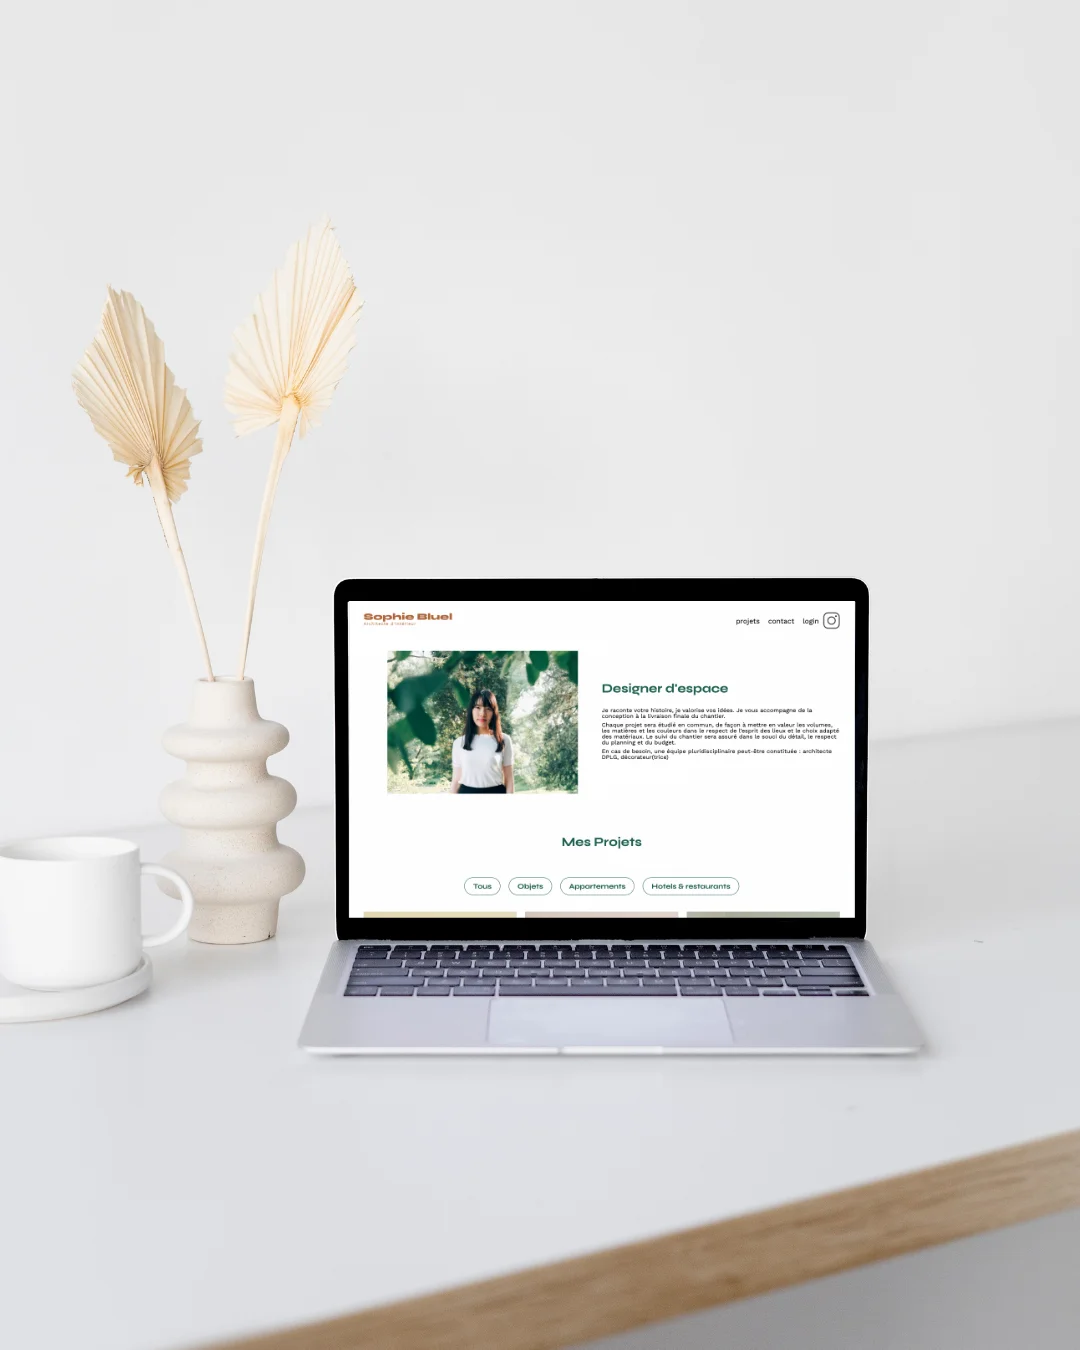 Sophie Bluel
projets contact login
Designer d'espace
Je raconte votre histoire, je valorise vos idées. Je vous accompagne de la
conception à la livraison finale du chantier.
Chaque projet sera étudié en commun, de façon à mettre en valeur les volumes,
les matières et les couleurs dans le respect de l'esprit des lieux et le choix adapté
des matériaux. Le suivi du chantier sera assuré dans le souci du détail, le respect
du planning et du budget.
En cas de besoin, une équipe pluridisciplinaire peut-être constituée : architecte
DPLG, décorateur(trice)
Mes Projets
Tous Objets Appartements Hotels & restaurants